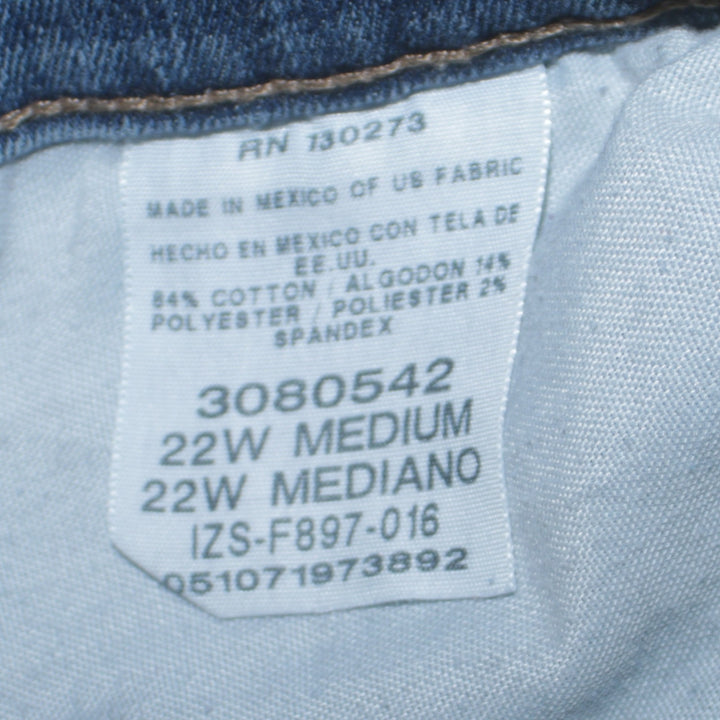 RN 130273
MADE IN MEXICO OF US FABRIC
HECHO EN MEXICO CON TELA DE
EE.UU.
84% COTTON / ALGODON 14%
POLYESTER / POLIESTER 2%
SPANDEX
3080542
22W MEDIUM
22W MEDIANO
IZS-F897-016
051071973892